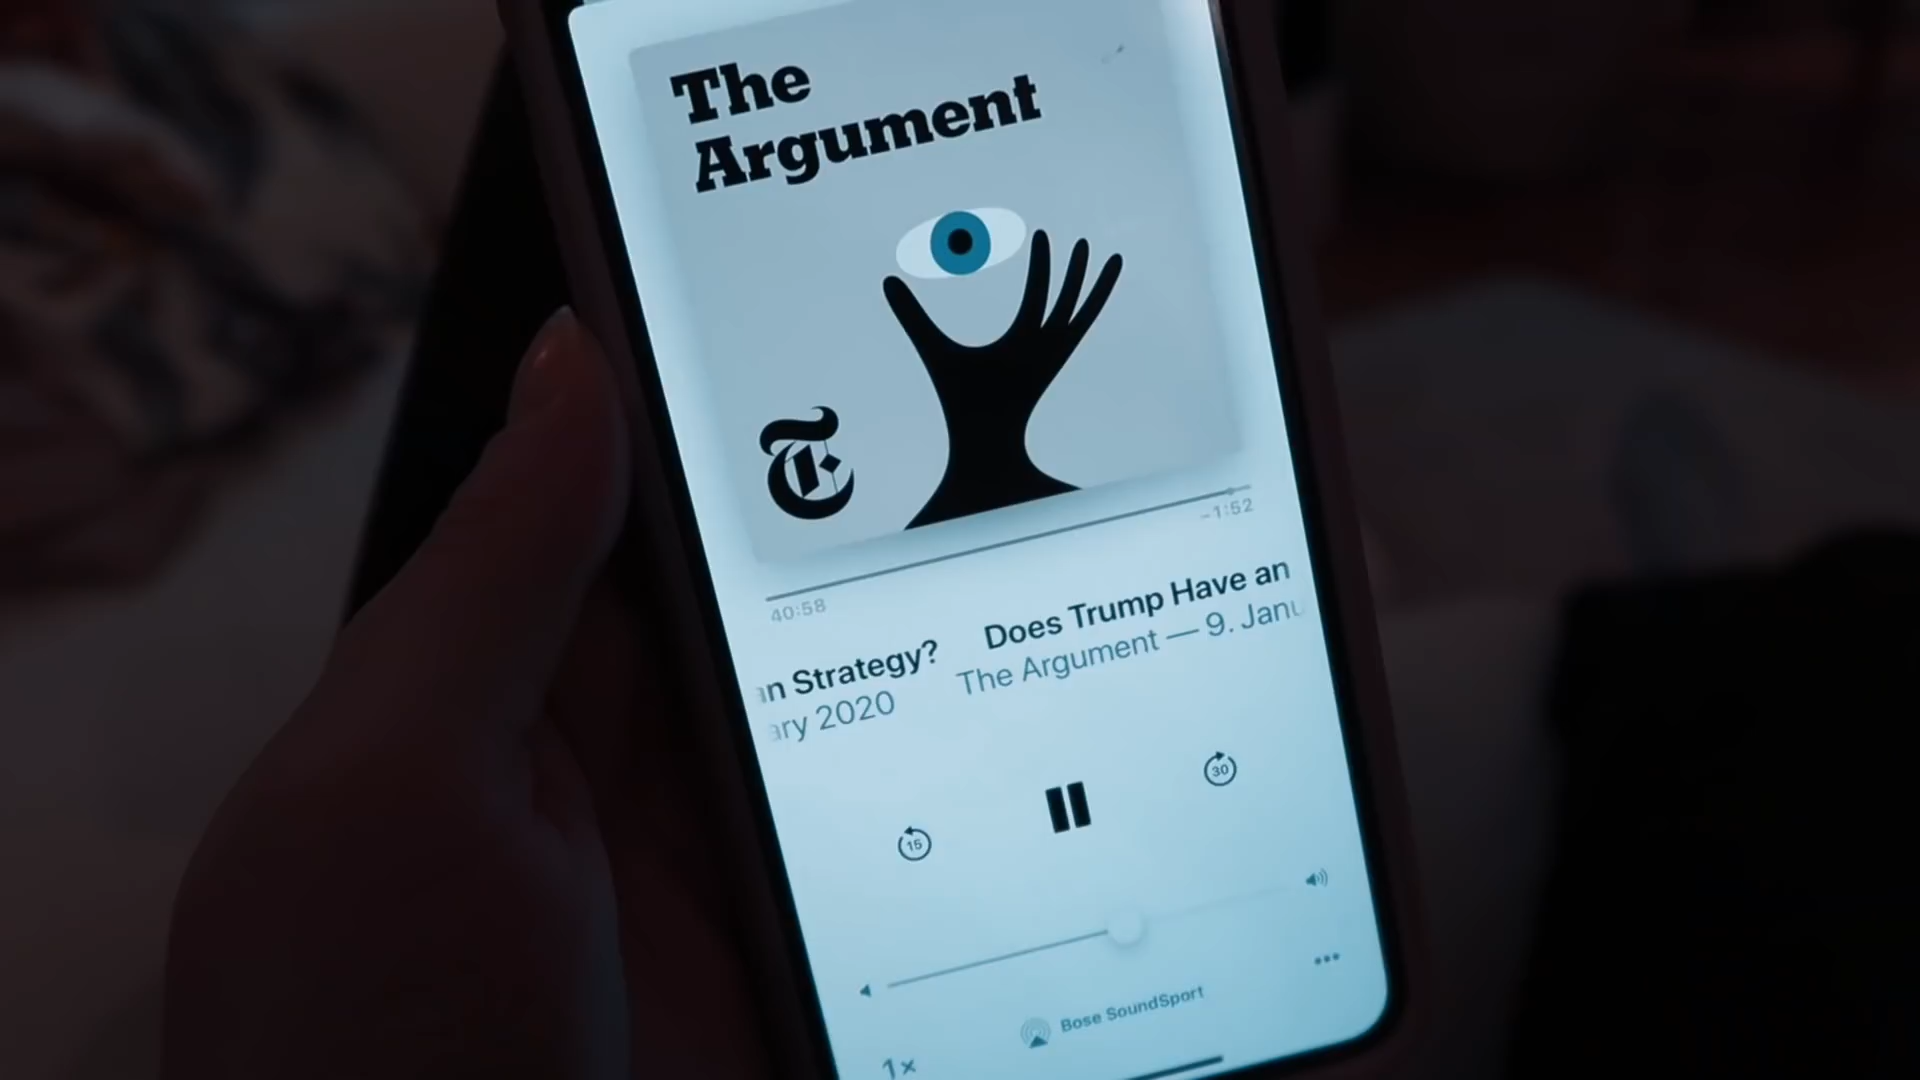 The
Argument
T
40:58
-1:52
n Strategy? Does Trump Have an
ary 2020 The Argument — 9. Janu
15
30
Bose SoundSport
1×